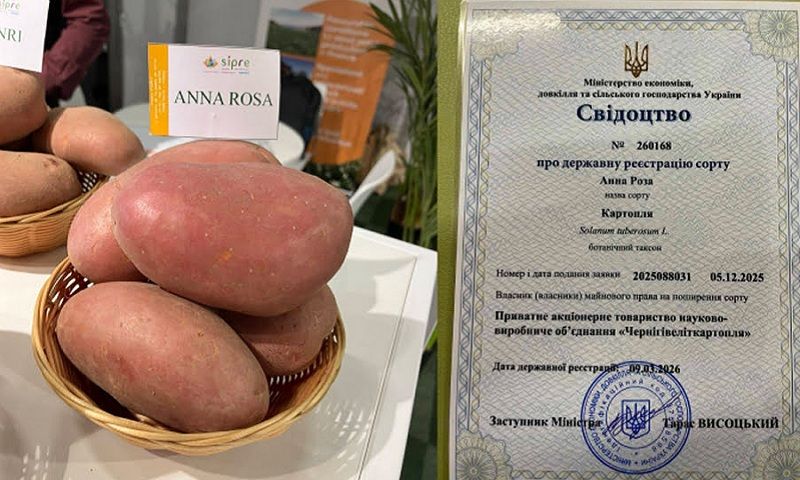 NRI
sipre
ANNA ROSA
Міністерство економіки,
довкілля та сільського господарства України
Свідоцтво
№ 260168
про державну реєстрацію сорту
Анна Роза
назва сорту
Картопля
Solanum tuberosum L.
ботанічний таксон
Номер і дата подання заявки 2025088031 05.12.2025
Власник (власники) майнового права на поширення сорту
Приватне акціонерне товариство науково-
виробниче об’єднання «Чернігівеліткартопля»
Дата державної реєстрації: 09.03.2026
Заступник Міністра Тарас ВИСОЦЬКИЙ